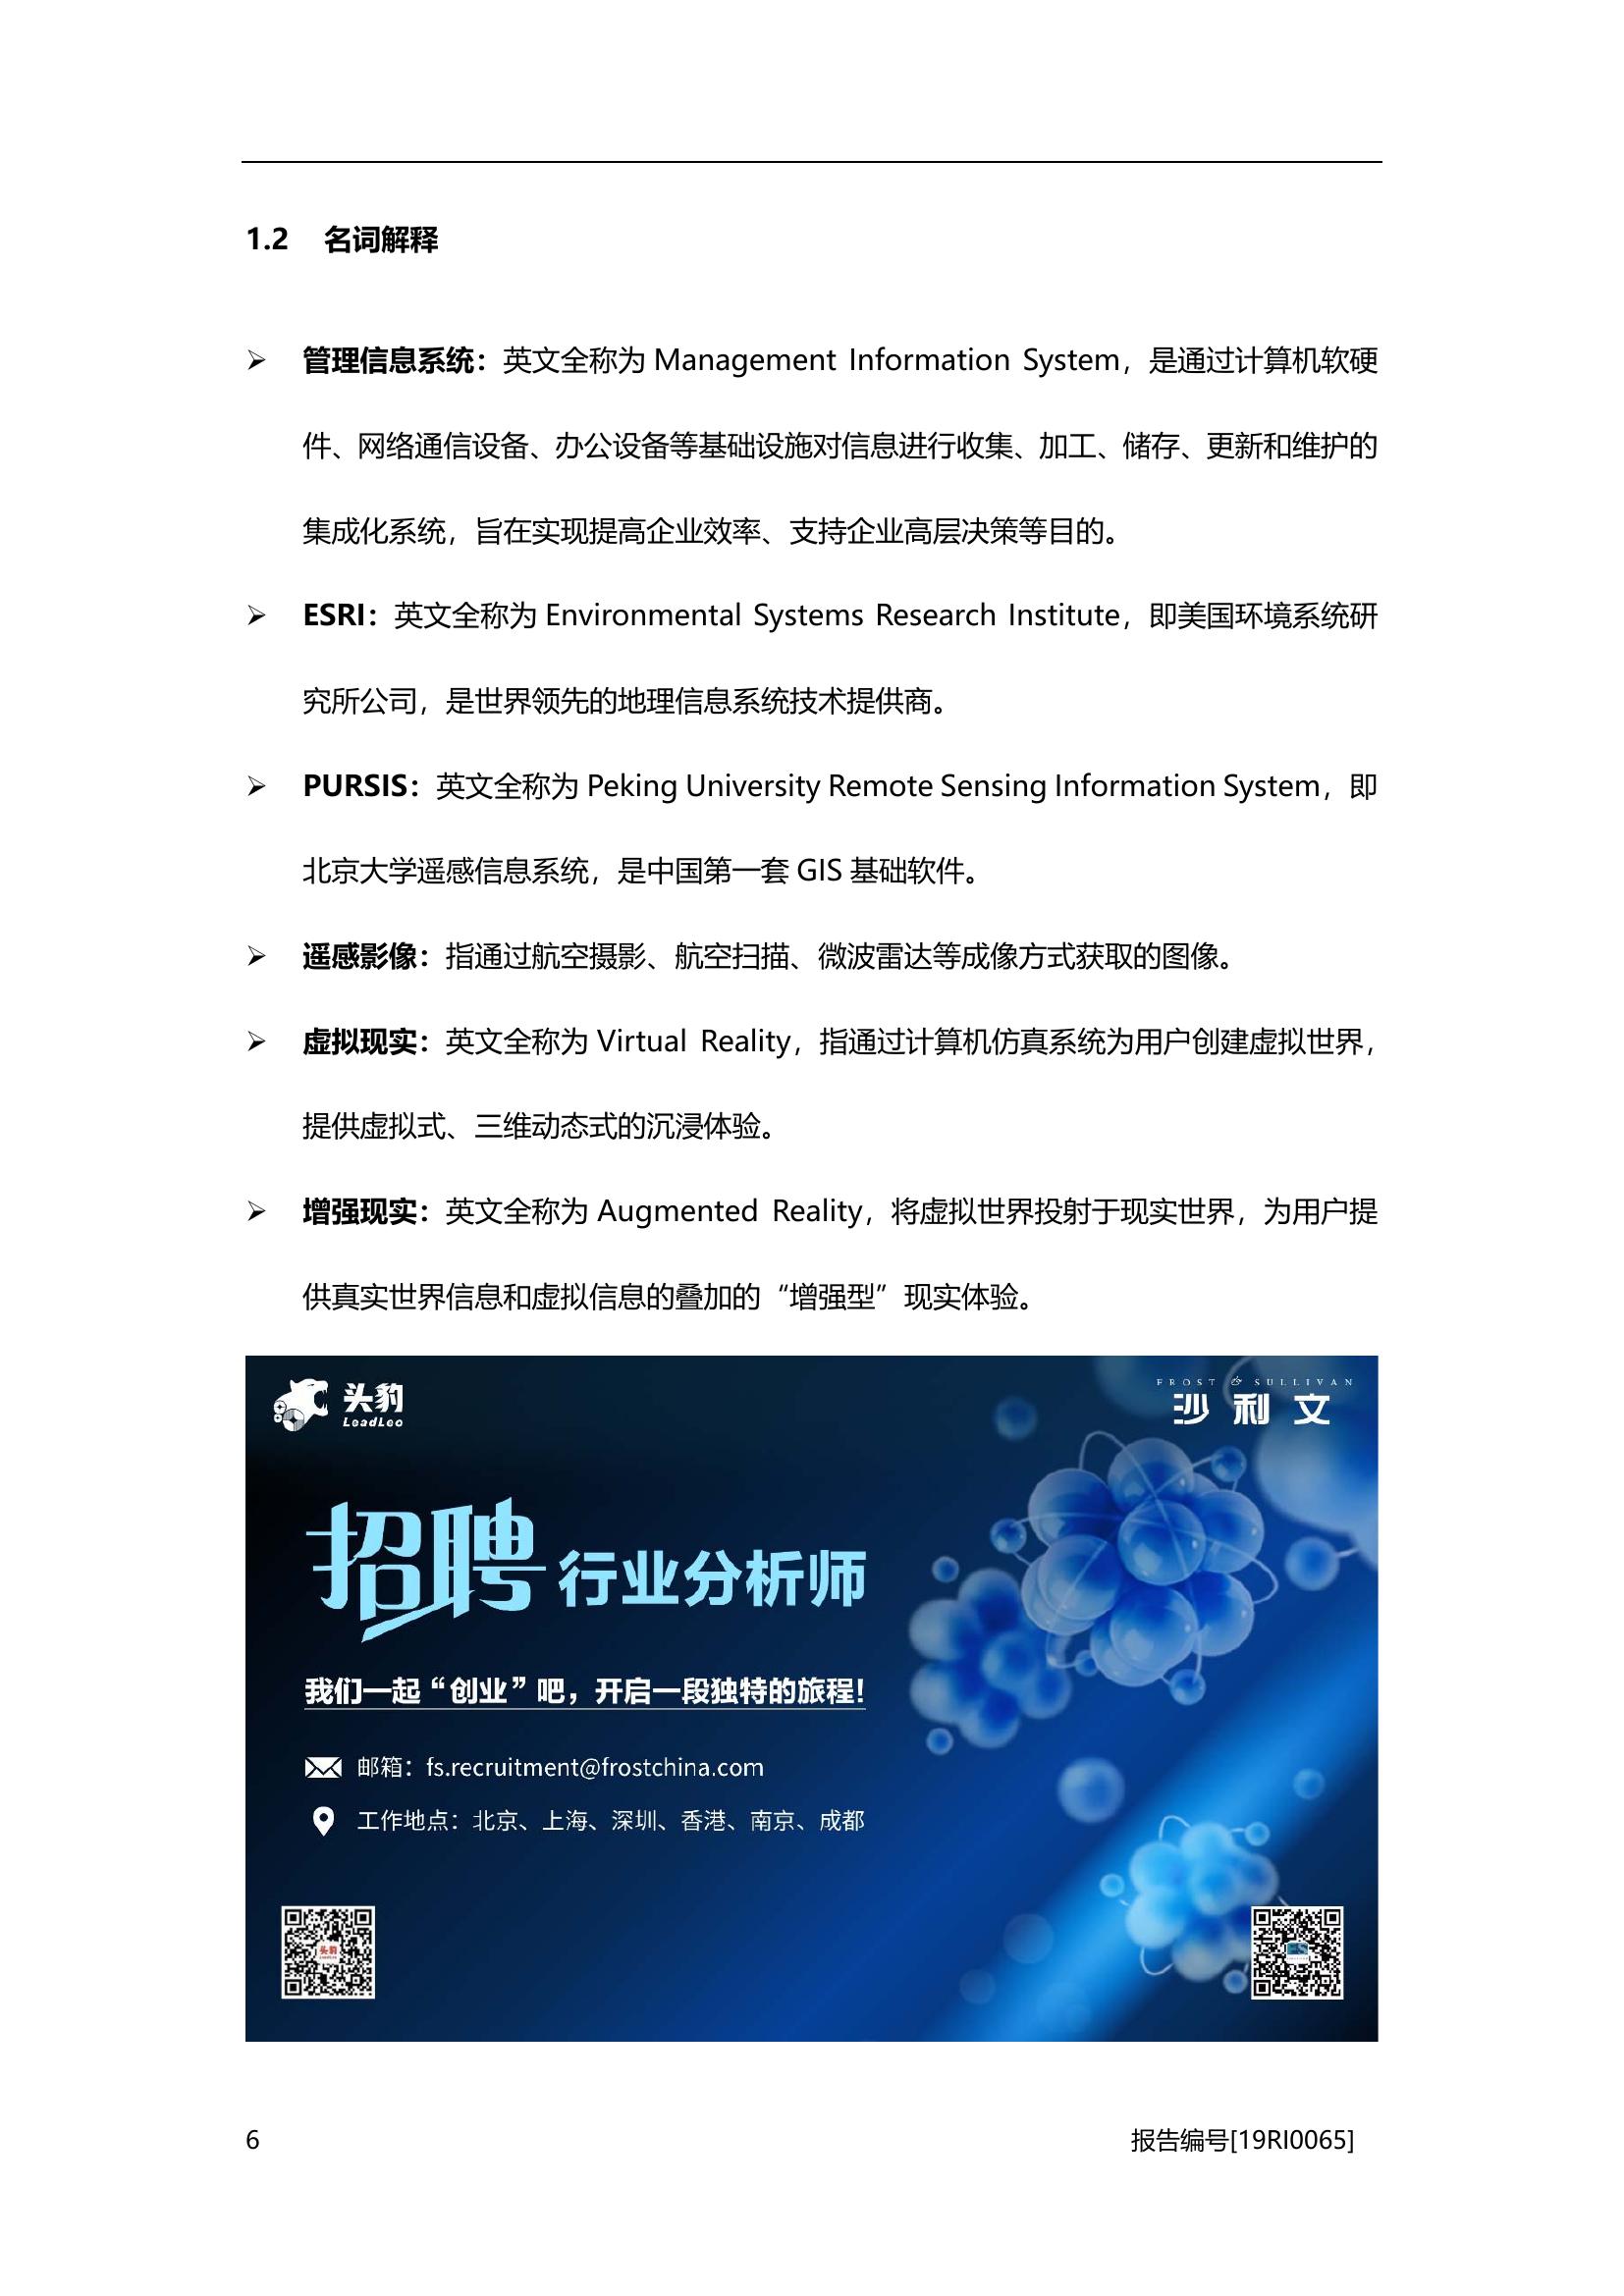 1.2 名词解释
➢ 管理信息系统：英文全称为 Management Information System，是通过计算机软硬
件、网络通信设备、办公设备等基础设施对信息进行收集、加工、储存、更新和维护的
集成化系统，旨在实现提高企业效率、支持企业高层决策等目的。
➢ ESRI：英文全称为 Environmental Systems Research Institute，即美国环境系统研
究所公司，是世界领先的地理信息系统技术提供商。
➢ PURSIS：英文全称为 Peking University Remote Sensing Information System，即
北京大学遥感信息系统，是中国第一套 GIS 基础软件。
➢ 遥感影像：指通过航空摄影、航空扫描、微波雷达等成像方式获取的图像。
➢ 虚拟现实：英文全称为 Virtual Reality，指通过计算机仿真系统为用户创建虚拟世界，
提供虚拟式、三维动态式的沉浸体验。
➢ 增强现实：英文全称为 Augmented Reality，将虚拟世界投射于现实世界，为用户提
供真实世界信息和虚拟信息的叠加的“增强型”现实体验。
头豹
LeadLeo
FROST & SULLIVAN
沙利文
招聘行业分析师
我们一起“创业”吧，开启一段独特的旅程！
邮箱：fs.recruitment@frostchina.com
工作地点：北京、上海、深圳、香港、南京、成都
头豹
6 报告编号[19RI0065]